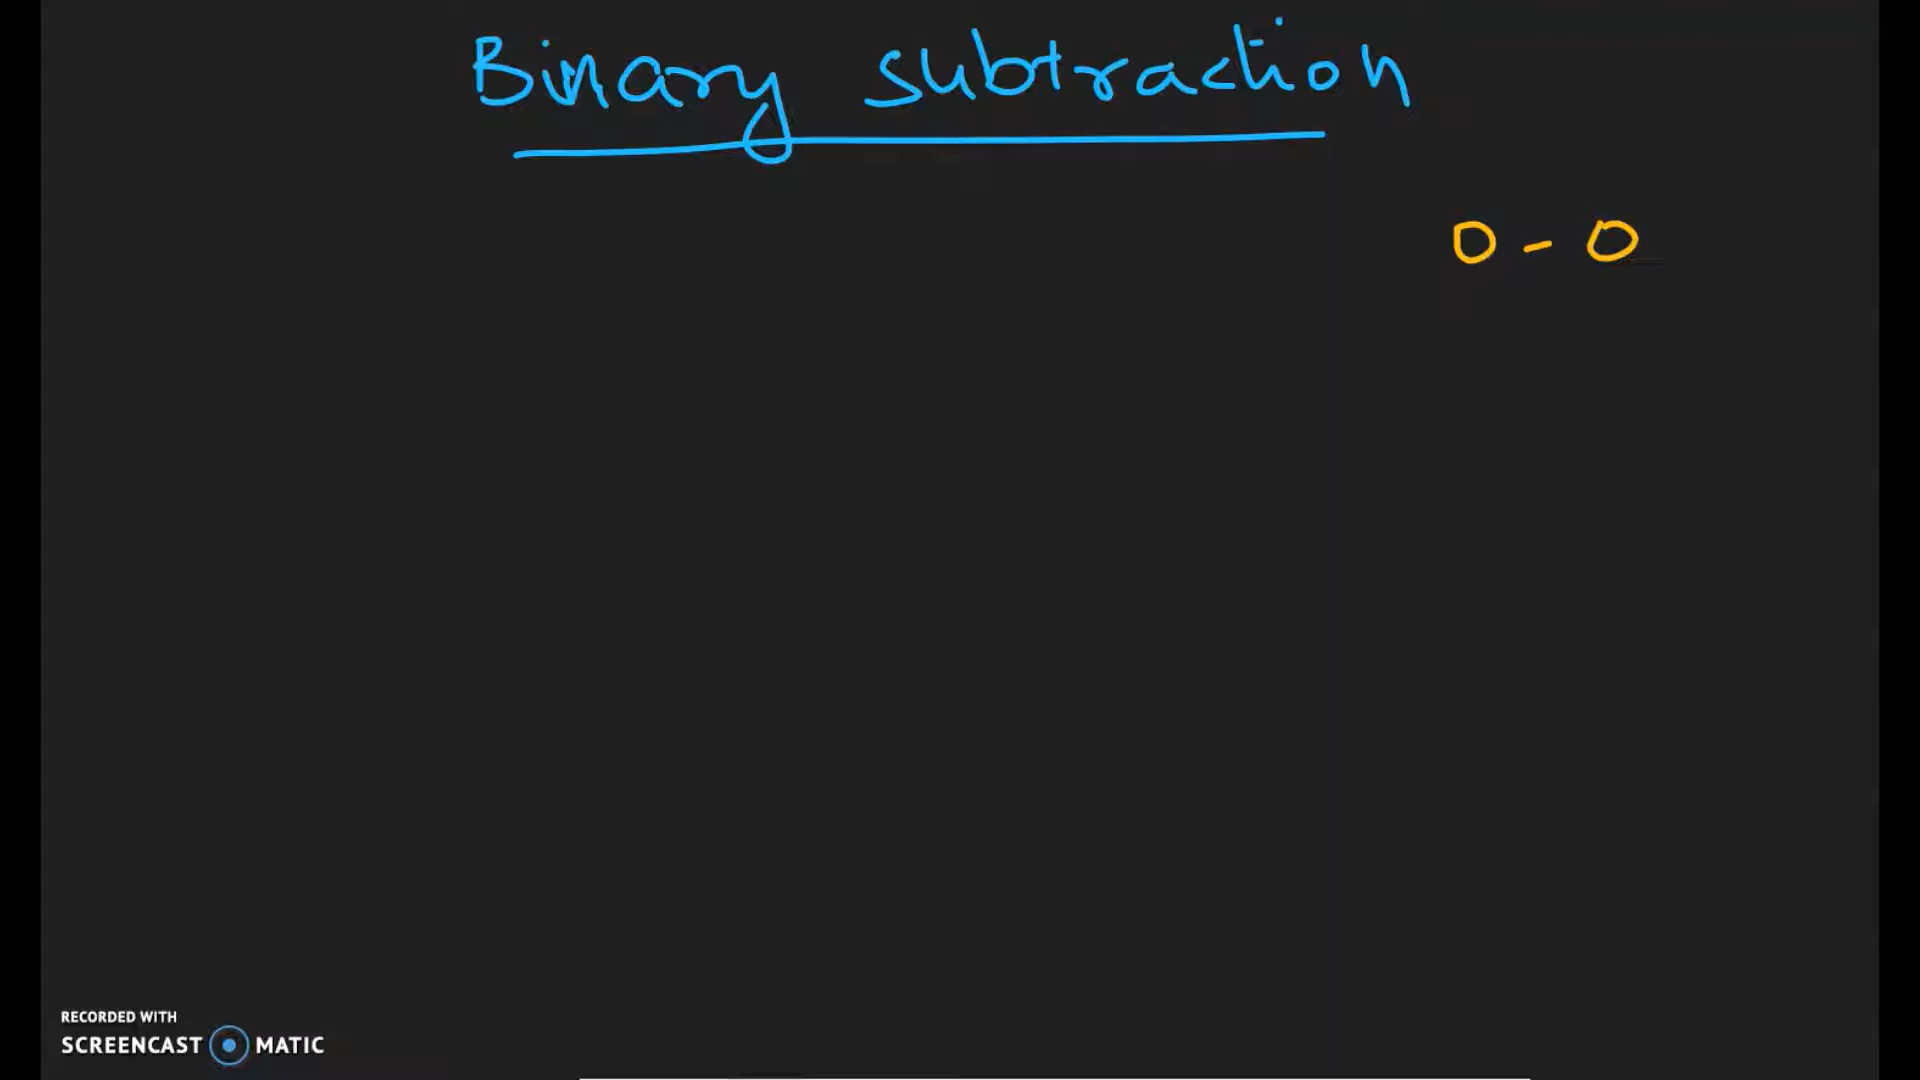 Binary subtraction
0 - 0
RECORDED WITH
SCREENCAST MATIC